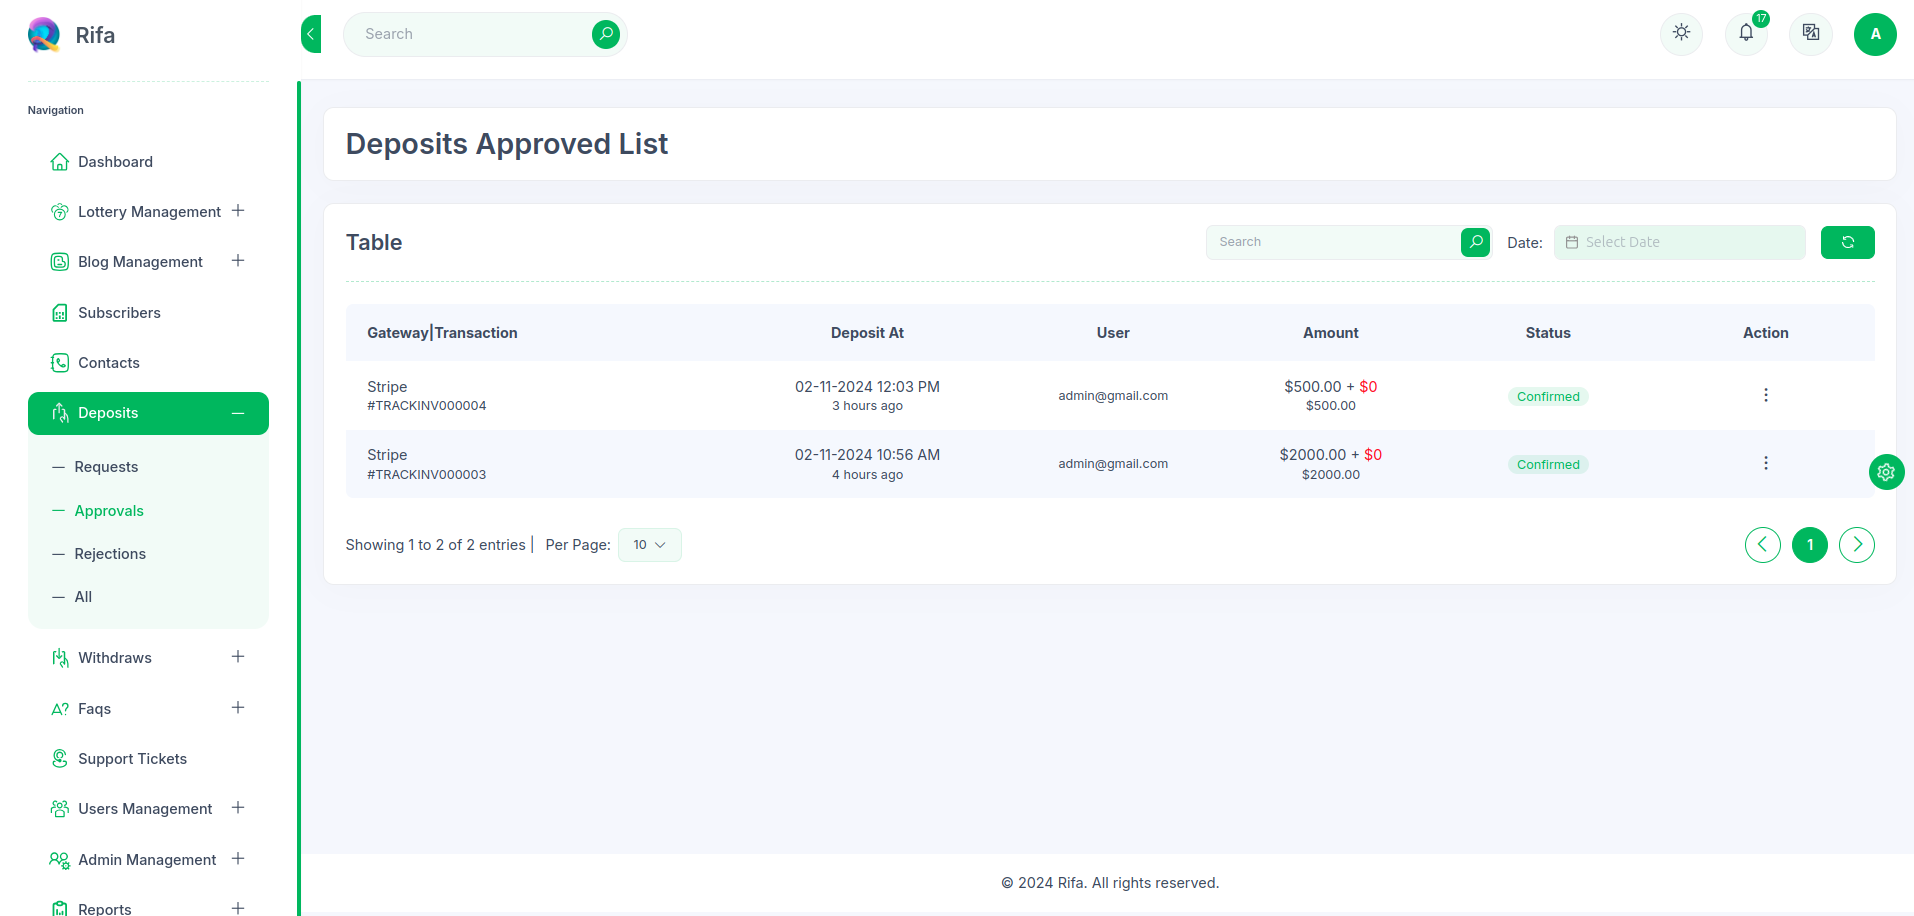 Rifa
Search
17
A
Navigation
Dashboard
Lottery Management
Blog Management
Subscribers
Contacts
Deposits
Requests
Approvals
Rejections
All
Withdraws
Faqs
Support Tickets
Users Management
Admin Management
Reports
Deposits Approved List
Table
Search
Date:
Select Date
Gateway|Transaction Deposit At User Amount Status Action
Stripe 02-11-2024 12:03 PM admin@gmail.com $500.00 + $0 Confirmed
#TRACKINV000004 3 hours ago $500.00
Stripe 02-11-2024 10:56 AM admin@gmail.com $2000.00 + $0 Confirmed
#TRACKINV000003 4 hours ago $2000.00
Showing 1 to 2 of 2 entries | Per Page: 10
1
© 2024 Rifa. All rights reserved.